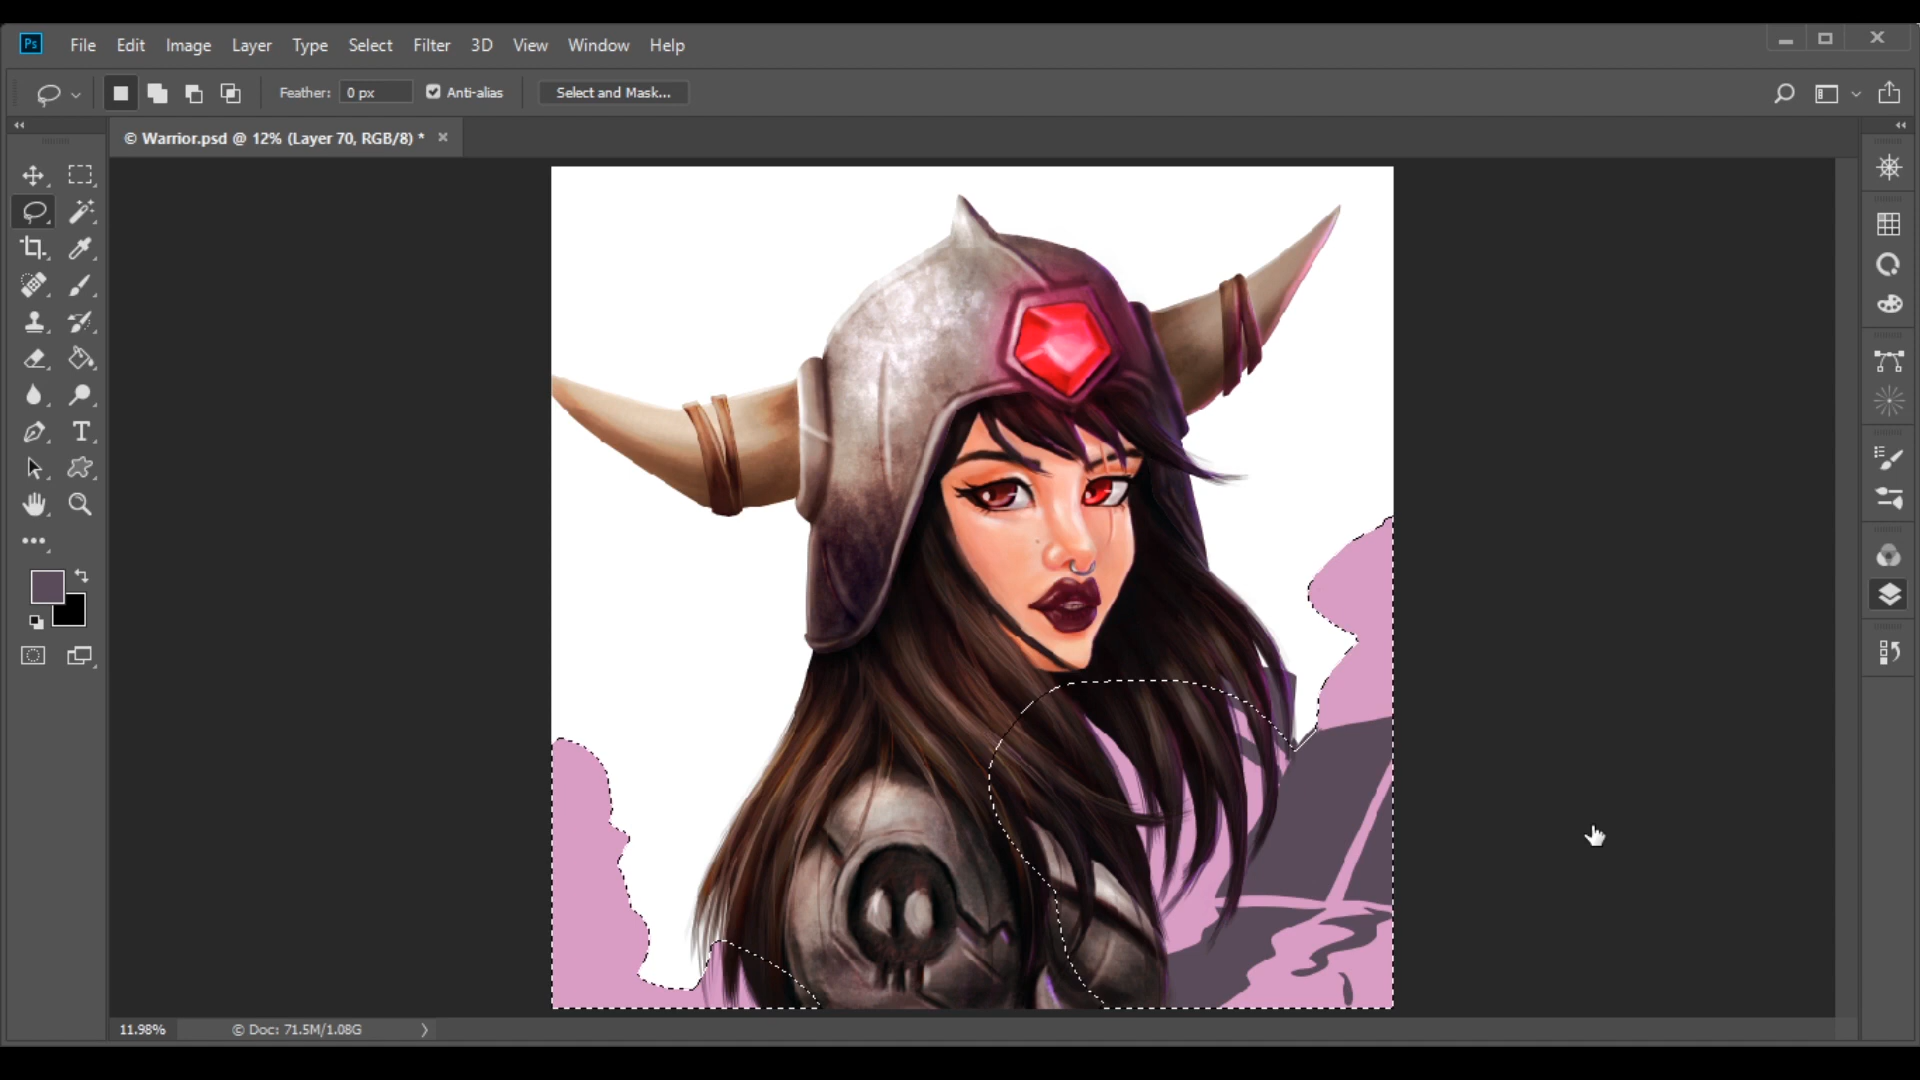 Ps File Edit Image Layer Type Select Filter 3D View Window Help
Feather: 0 px Anti-alias Select and Mask...
© Warrior.psd @ 12% (Layer 70, RGB/8) *
T
11.98% © Doc: 71.5M/1.08G